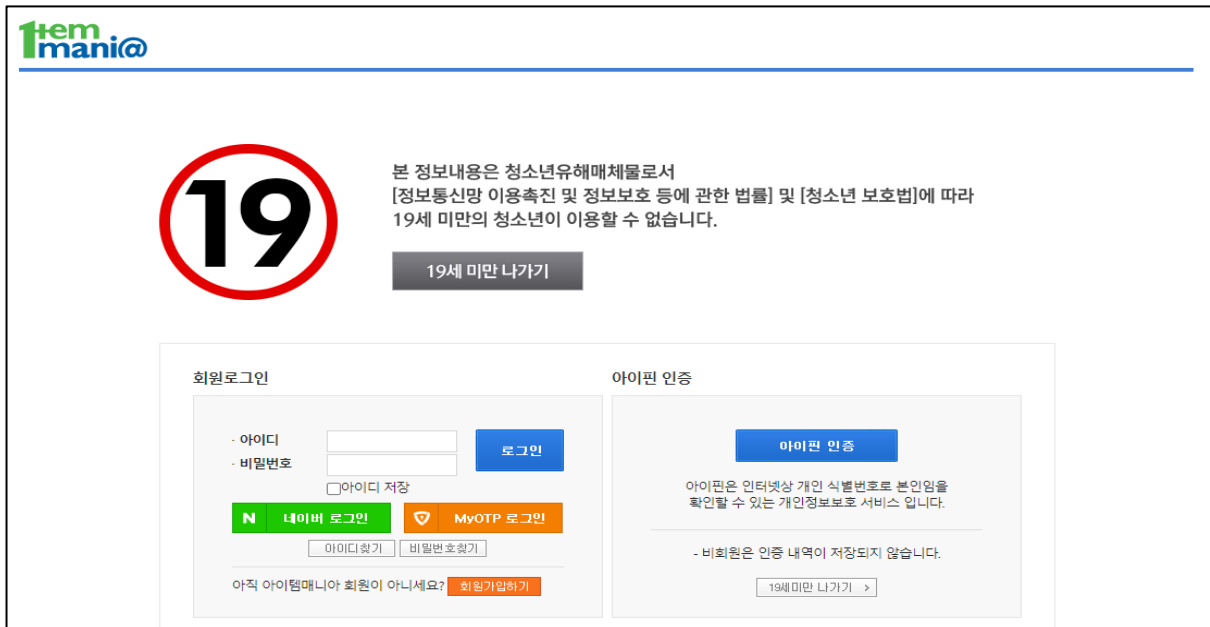 Item
mani@
19
본 정보내용은 청소년유해매체물로서
[정보통신망 이용촉진 및 정보보호 등에 관한 법률] 및 [청소년 보호법]에 따라
19세 미만의 청소년이 이용할 수 없습니다.
19세 미만 나가기
회원로그인
- 아이디
- 비밀번호
로그인
아이디 저장
N 네이버 로그인
MyOTP 로그인
아이디찾기
비밀번호찾기
아직 아이템매니아 회원이 아니세요? 회원가입하기
아이핀 인증
아이핀 인증
아이핀은 인터넷상 개인 식별번호로 본인임을
확인할 수 있는 개인정보보호 서비스 입니다.
- 비회원은 인증 내역이 저장되지 않습니다.
19세미만 나가기 >